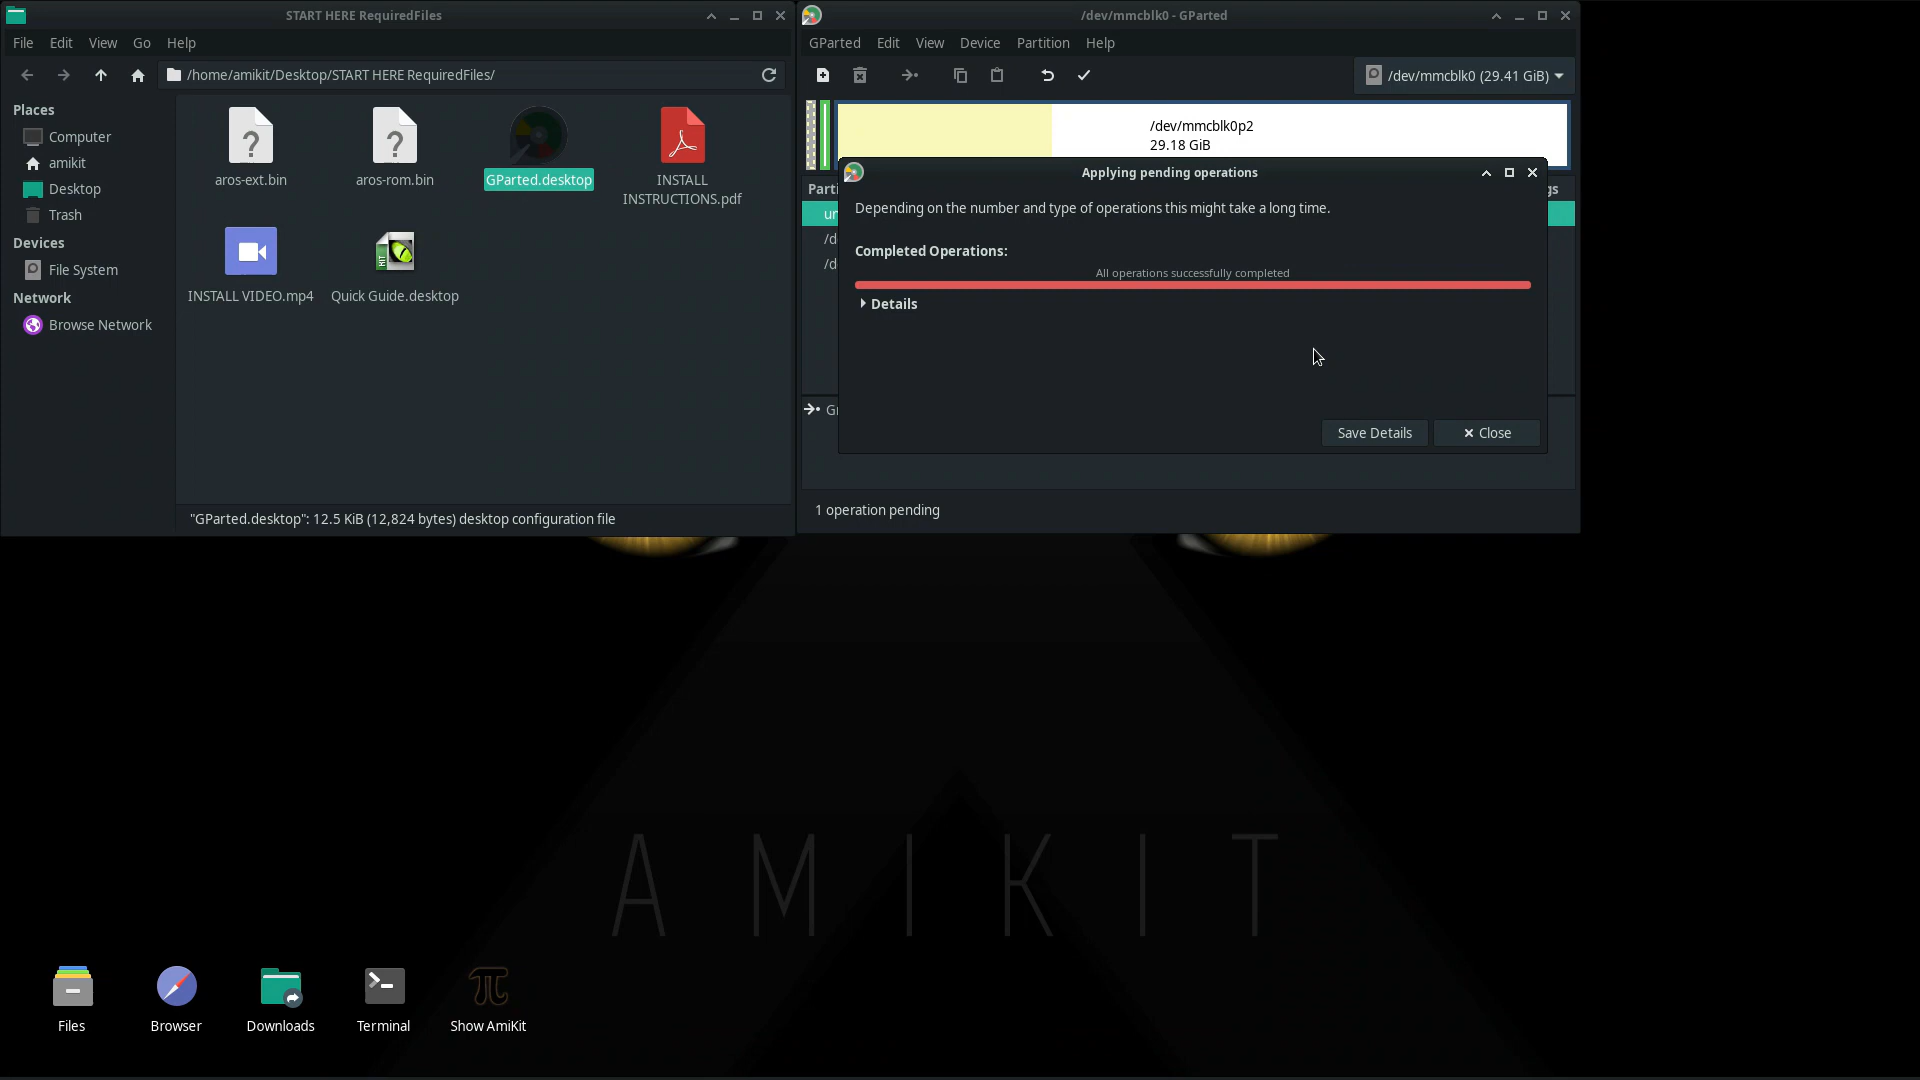 START HERE RequiredFiles
File Edit View Go Help
/home/amikit/Desktop/START HERE RequiredFiles/
Places
Computer
amikit
Desktop
Trash
Devices
File System
Network
Browse Network
aros-ext.bin
aros-rom.bin
GParted.desktop
INSTALL
INSTRUCTIONS.pdf
INSTALL VIDEO.mp4
HIT
Quick Guide.desktop
"GParted.desktop": 12.5 KiB (12,824 bytes) desktop configuration file
/dev/mmcblk0 - GParted
GParted Edit View Device Partition Help
/dev/mmcblk0 (29.41 GiB)
/dev/mmcblk0p2
29.18 GiB
Parti
gs
un
/d
/d
Gr
1 operation pending
Applying pending operations
Depending on the number and type of operations this might take a long time.
Completed Operations:
All operations successfully completed
Details
Save Details
Close
AMIKIT
Files
Browser
Downloads
Terminal
Show AmiKit